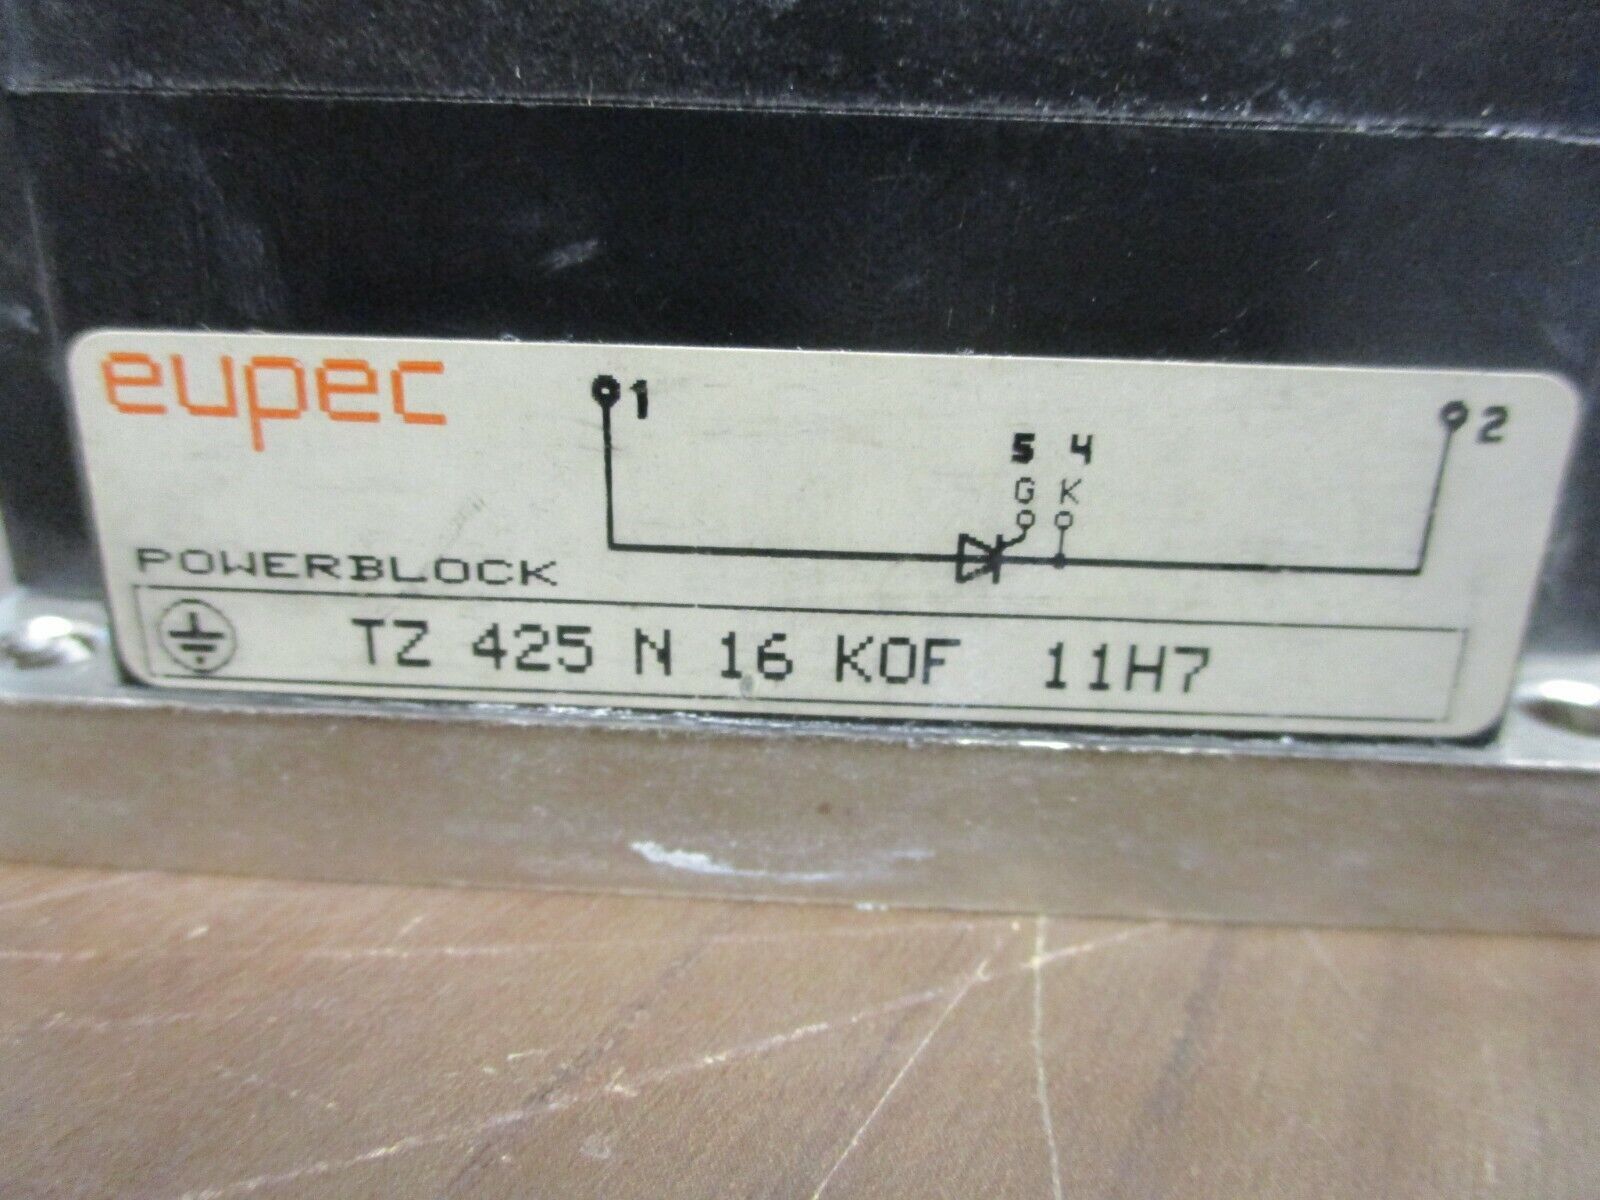 eupec
1
2
5 4
G K
POWERBLOCK
TZ 425 N 16 KOF 11H7